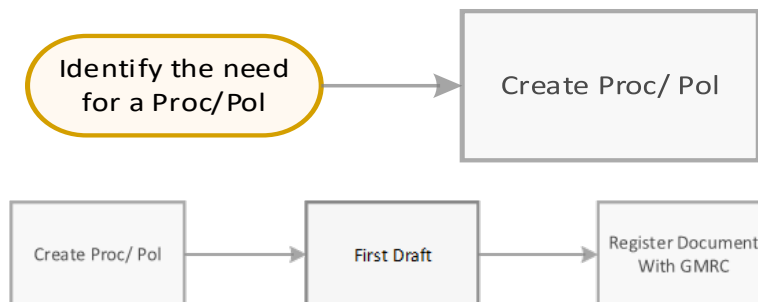 Identify the need
for a Proc/Pol
Create Proc/ Pol
Create Proc/ Pol
First Draft
Register Document
With GMRC